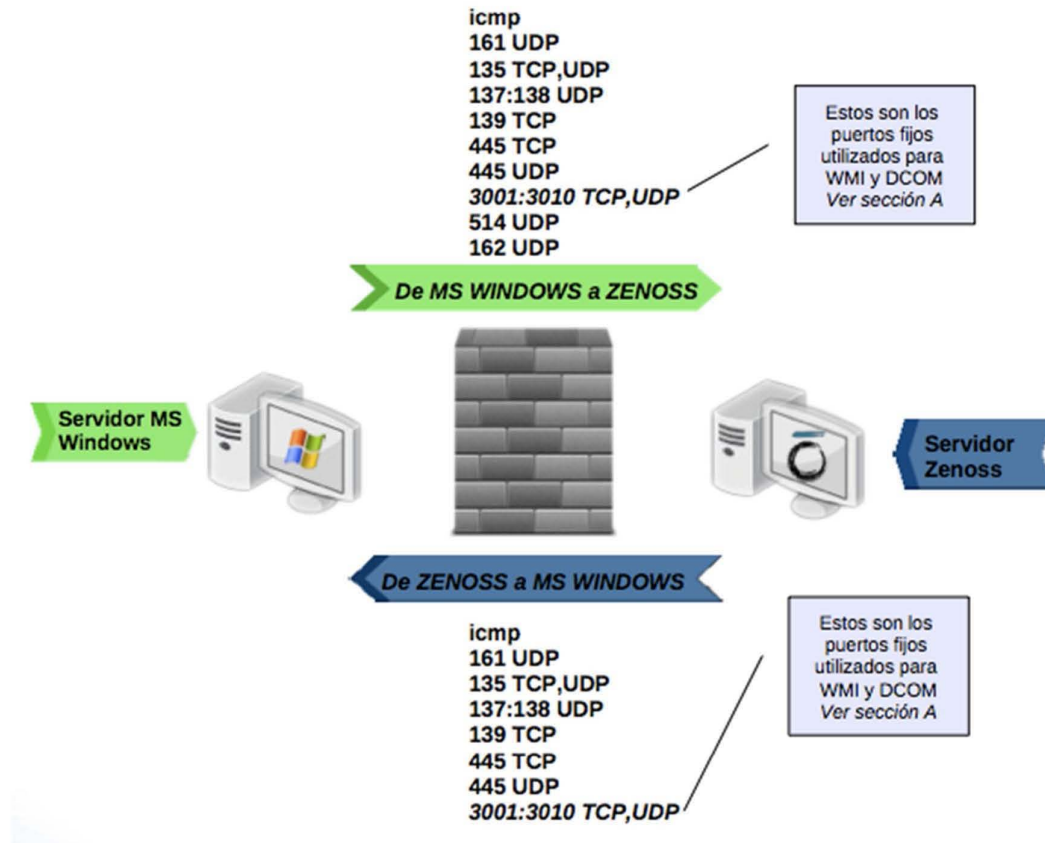 icmp
161 UDP
135 TCP,UDP
137:138 UDP
139 TCP
445 TCP
445 UDP
3001:3010 TCP,UDP
514 UDP
162 UDP
Estos son los
puertos fijos
utilizados para
WMI y DCOM
Ver sección A
De MS WINDOWS a ZENOSS
Servidor MS
Windows
Servidor
Zenoss
De ZENOSS a MS WINDOWS
icmp
161 UDP
135 TCP,UDP
137:138 UDP
139 TCP
445 TCP
445 UDP
3001:3010 TCP,UDP
Estos son los
puertos fijos
utilizados para
WMI y DCOM
Ver sección A